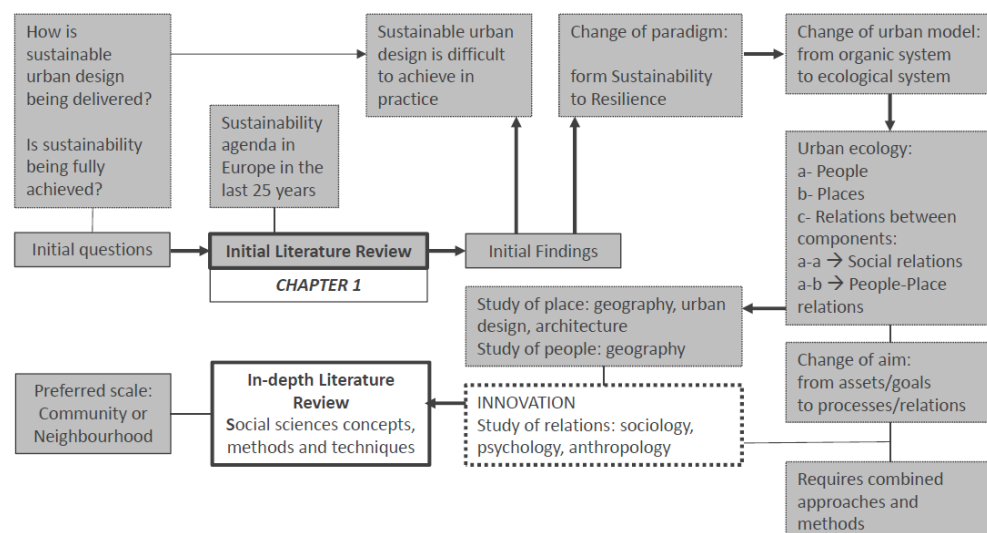 How is
sustainable
urban design
being delivered?
Is sustainability
being fully
achieved?
Sustainable urban
design is difficult
to achieve in
practice
Change of paradigm:
form Sustainability
to Resilience
Change of urban model:
from organic system
to ecological system
Sustainability
agenda in
Europe in the
last 25 years
Urban ecology:
a- People
b- Places
c- Relations between
components:
a-a → Social relations
a-b → People-Place
relations
Initial questions
Initial Literature Review
CHAPTER 1
Initial Findings
Study of place: geography, urban
design, architecture
Study of people: geography
Change of aim:
from assets/goals
to processes/relations
Preferred scale:
Community or
Neighbourhood
In-depth Literature
Review
Social sciences concepts,
methods and techniques
INNOVATION
Study of relations: sociology,
psychology, anthropology
Requires combined
approaches and
methods